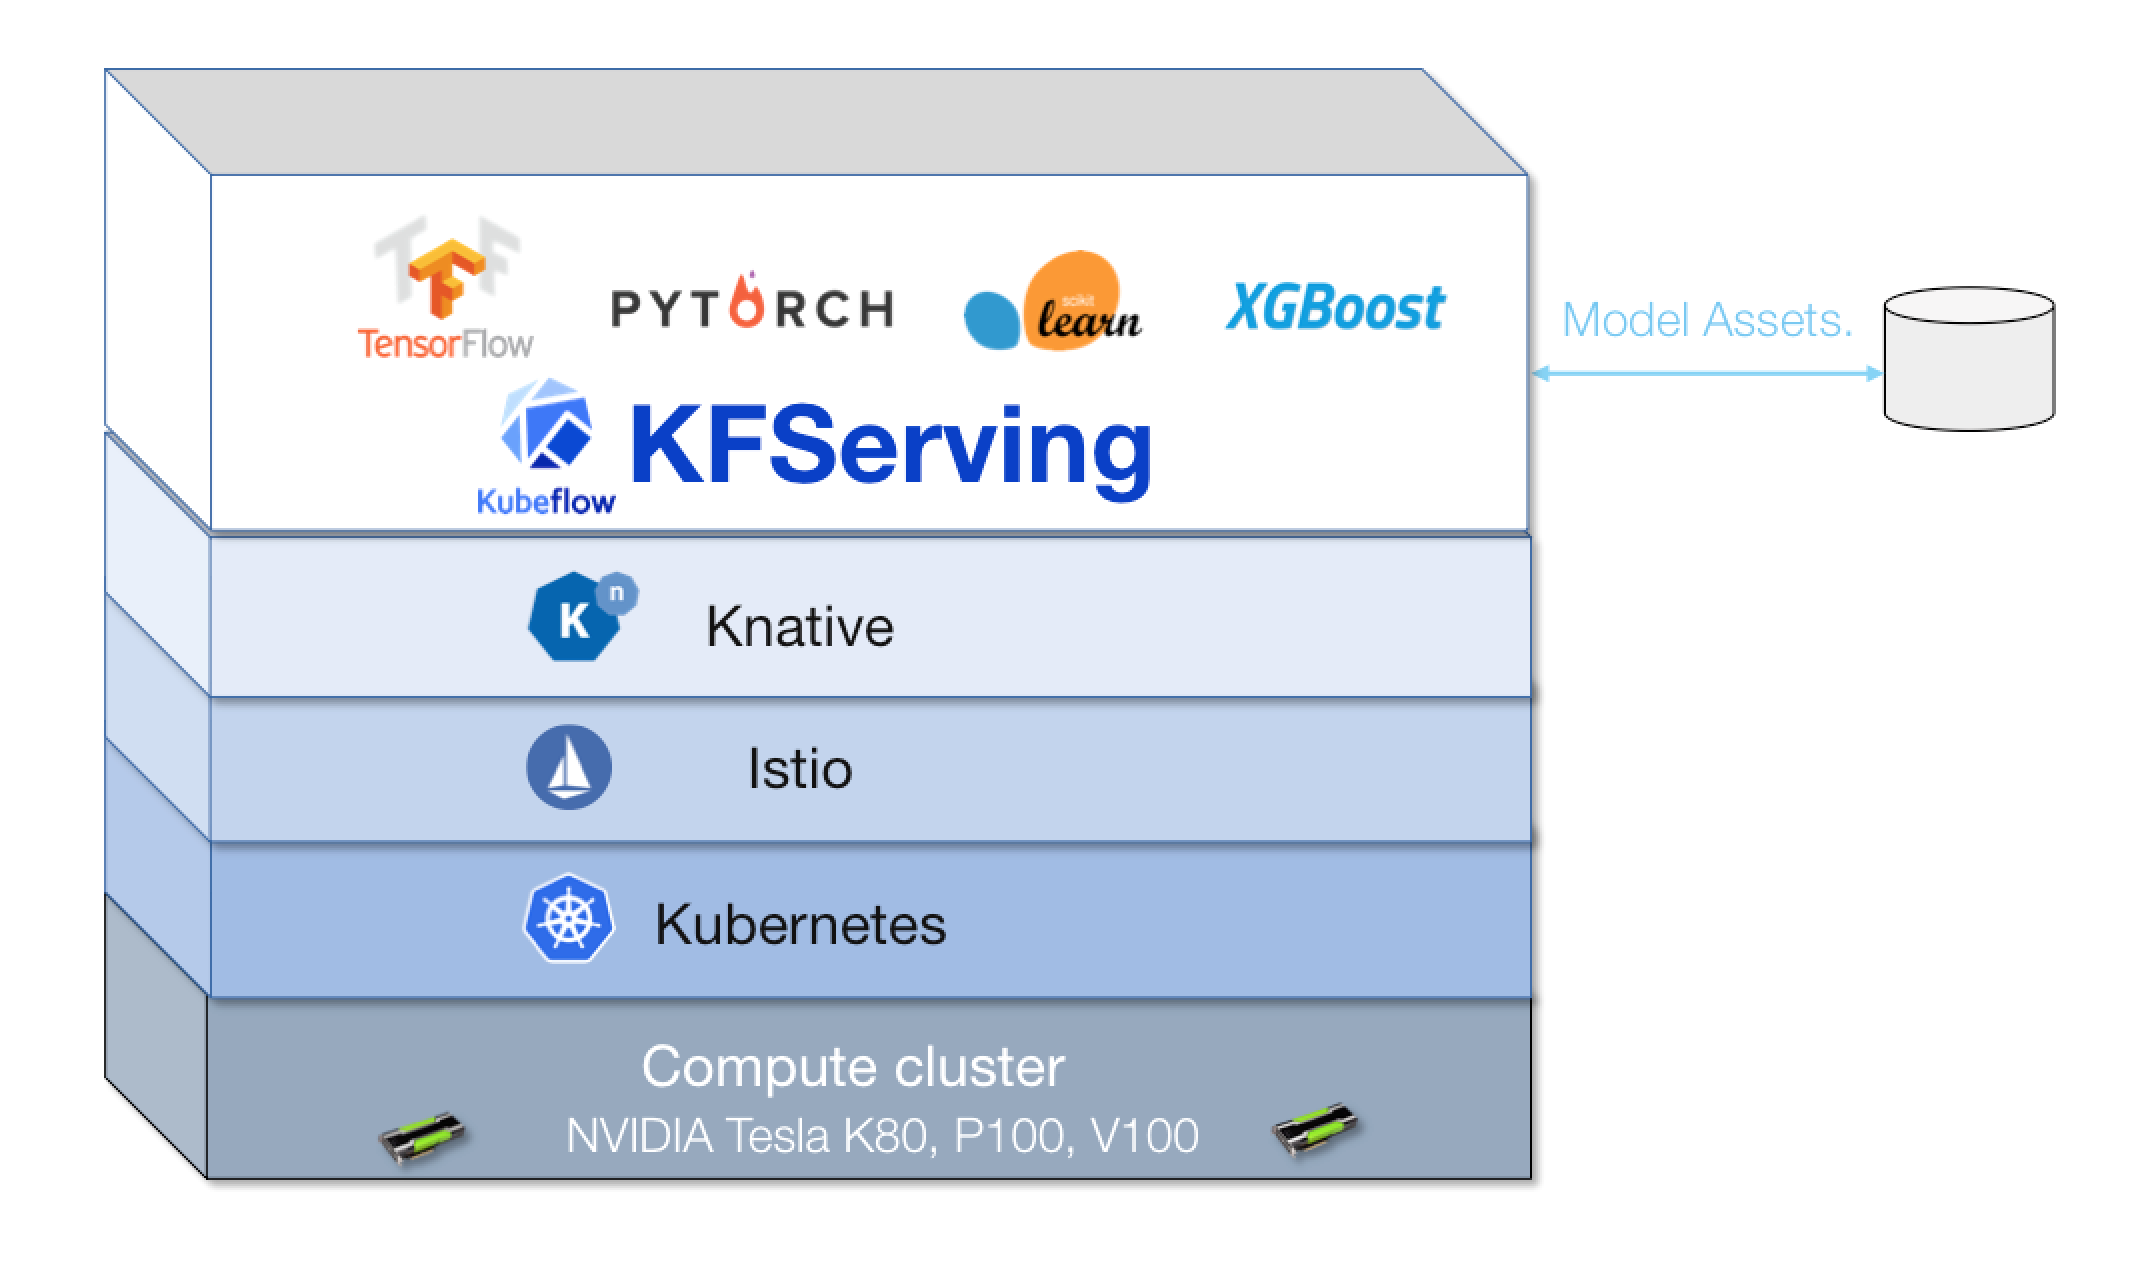 TensorFlow
PYTORCH
scikit
learn
XGBoost
Model Assets.
Kubeflow
KFServing
K n
Knative
Istio
Kubernetes
Compute cluster
NVIDIA Tesla K80, P100, V100